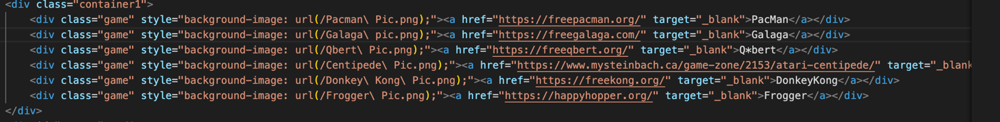 <div class="container1">
<div class="game" style="background-image: url(/Pacman\ Pic.png);"><a href="https://freepacman.org/" target="_blank">PacMan</a></div>
<div class="game" style="background-image: url(/Galaga\ pic.png);"><a href="https://freegalaga.com/" target="_blank">Galaga</a></div>
<div class="game" style="background-image: url(/Qbert\ Pic.png);"><a href="https://freeqbert.org/" target="_blank">Q*bert</a></div>
<div class="game" style="background-image: url(/Centipede\ Pic.png);"><a href="https://www.mysteinbach.ca/game-zone/2153/atari-centipede/" target="_blank
<div class="game" style="background-image: url(/Donkey\ Kong\ Pic.png);"><a href="https://freekong.org/" target="_blank">DonkeyKong</a></div>
<div class="game" style="background-image: url(/Frogger\ Pic.png);"><a href="https://happyhopper.org/" target="_blank">Frogger</a></div>
</div>